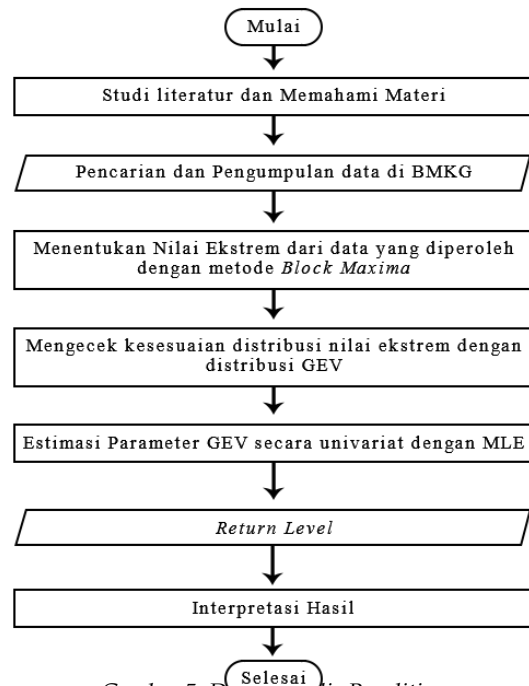 Mulai
Studi literatur dan Memahami Materi
Pencarian dan Pengumpulan data di BMKG
Menentukan Nilai Ekstrem dari data yang diperoleh
dengan metode Block Maxima
Mengecek kesesuaian distribusi nilai ekstrem dengan
distribusi GEV
Estimasi Parameter GEV secara univariat dengan MLE
Return Level
Interpretasi Hasil
Selesai